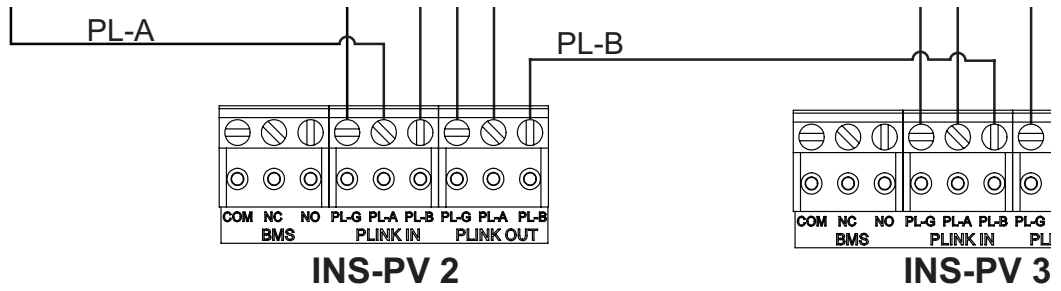 PL-A
PL-B
COM NC NO PL-G PL-A PL-B PL-G PL-A PL-B
BMS PLINK IN PLINK OUT
INS-PV 2
COM NC NO PL-G PL-A PL-B PL-G
BMS PLINK IN PLI
INS-PV 3